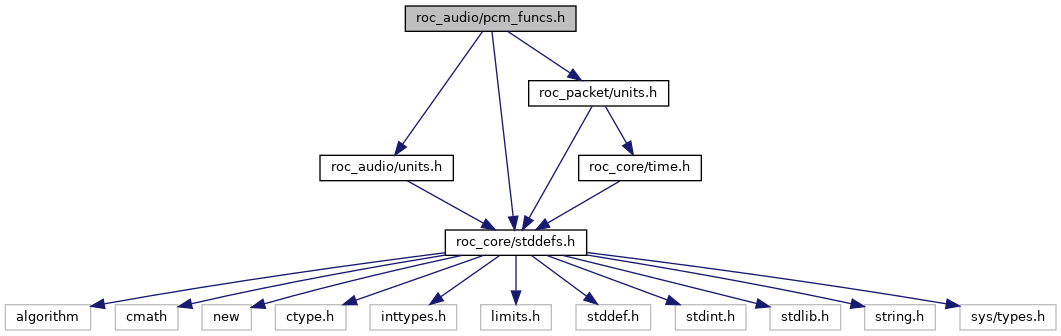 roc_audio/pcm_funcs.h
roc_packet/units.h
roc_audio/units.h
roc_core/time.h
roc_core/stddefs.h
algorithm
cmath
new
ctype.h
inttypes.h
limits.h
stddef.h
stdint.h
stdlib.h
string.h
sys/types.h